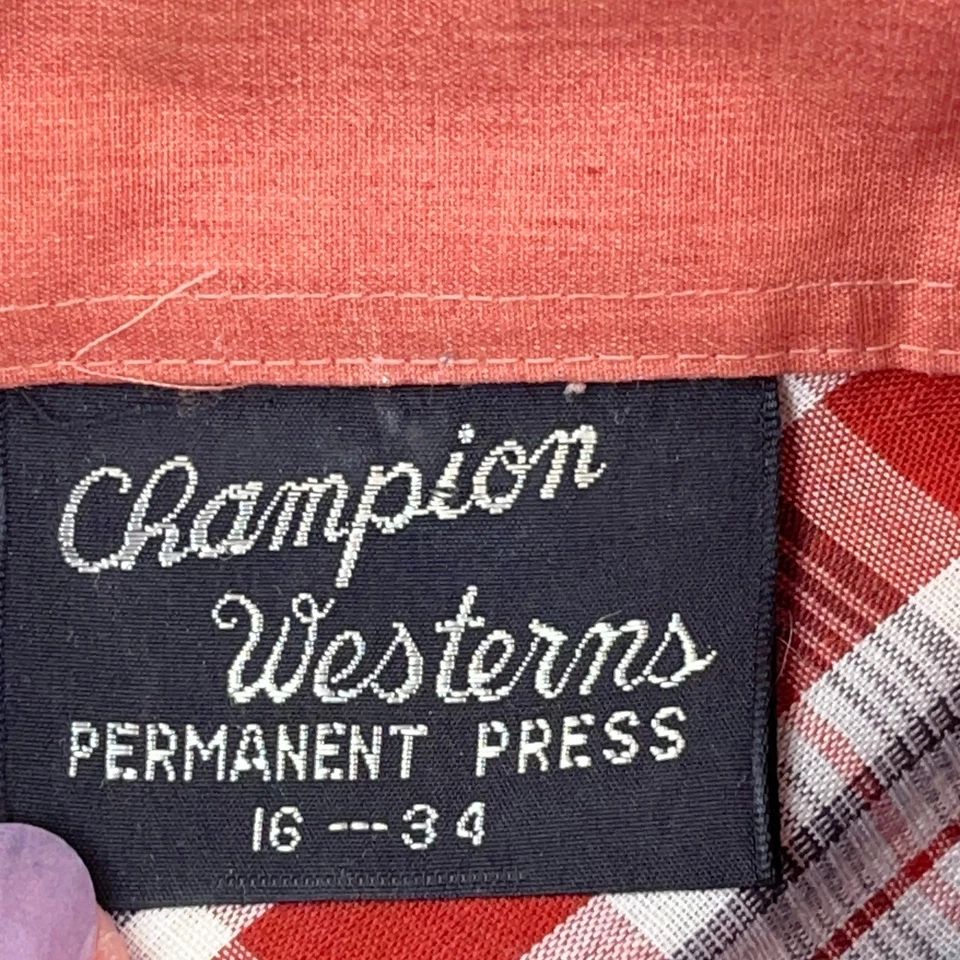 Champion
Westerns
PERMANENT PRESS
16---34